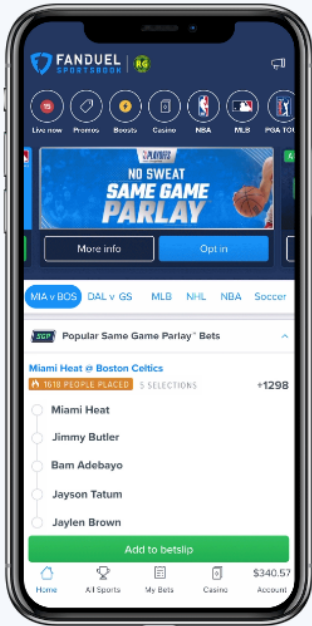 FANDUEL
SPORTSBOOK
RG
15
Live now Promos Boosts Casino NBA MLB PGA TOU
PLAYOFFS
NO SWEAT
SAME GAME
PARLAY
More info Opt in
MIA v BOS DAL v GS MLB NHL NBA Soccer
SGP Popular Same Game Parlay™ Bets
Miami Heat @ Boston Celtics
1618 PEOPLE PLACED 5 SELECTIONS +1298
Miami Heat
Jimmy Butler
Bam Adebayo
Jayson Tatum
Jaylen Brown
Add to betslip
$340.57
Home All Sports My Bets Casino Account